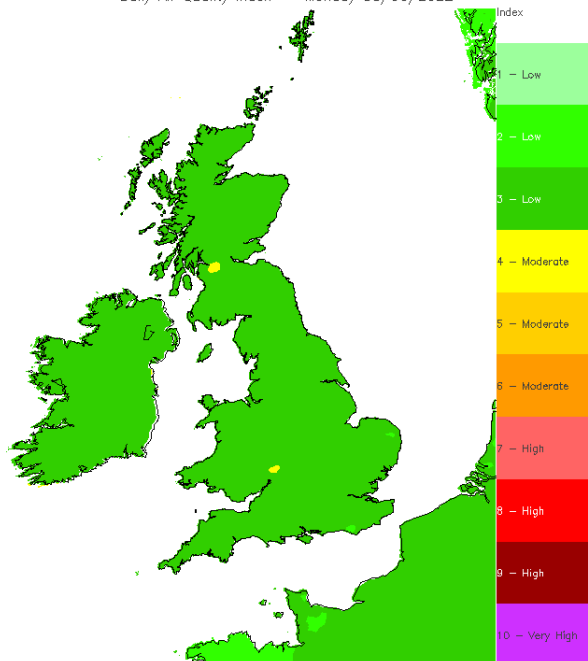 Index
1 - Low
2 - Low
3 - Low
4 - Moderate
5 - Moderate
6 - Moderate
7 - High
8 - High
9 - High
10 - Very High